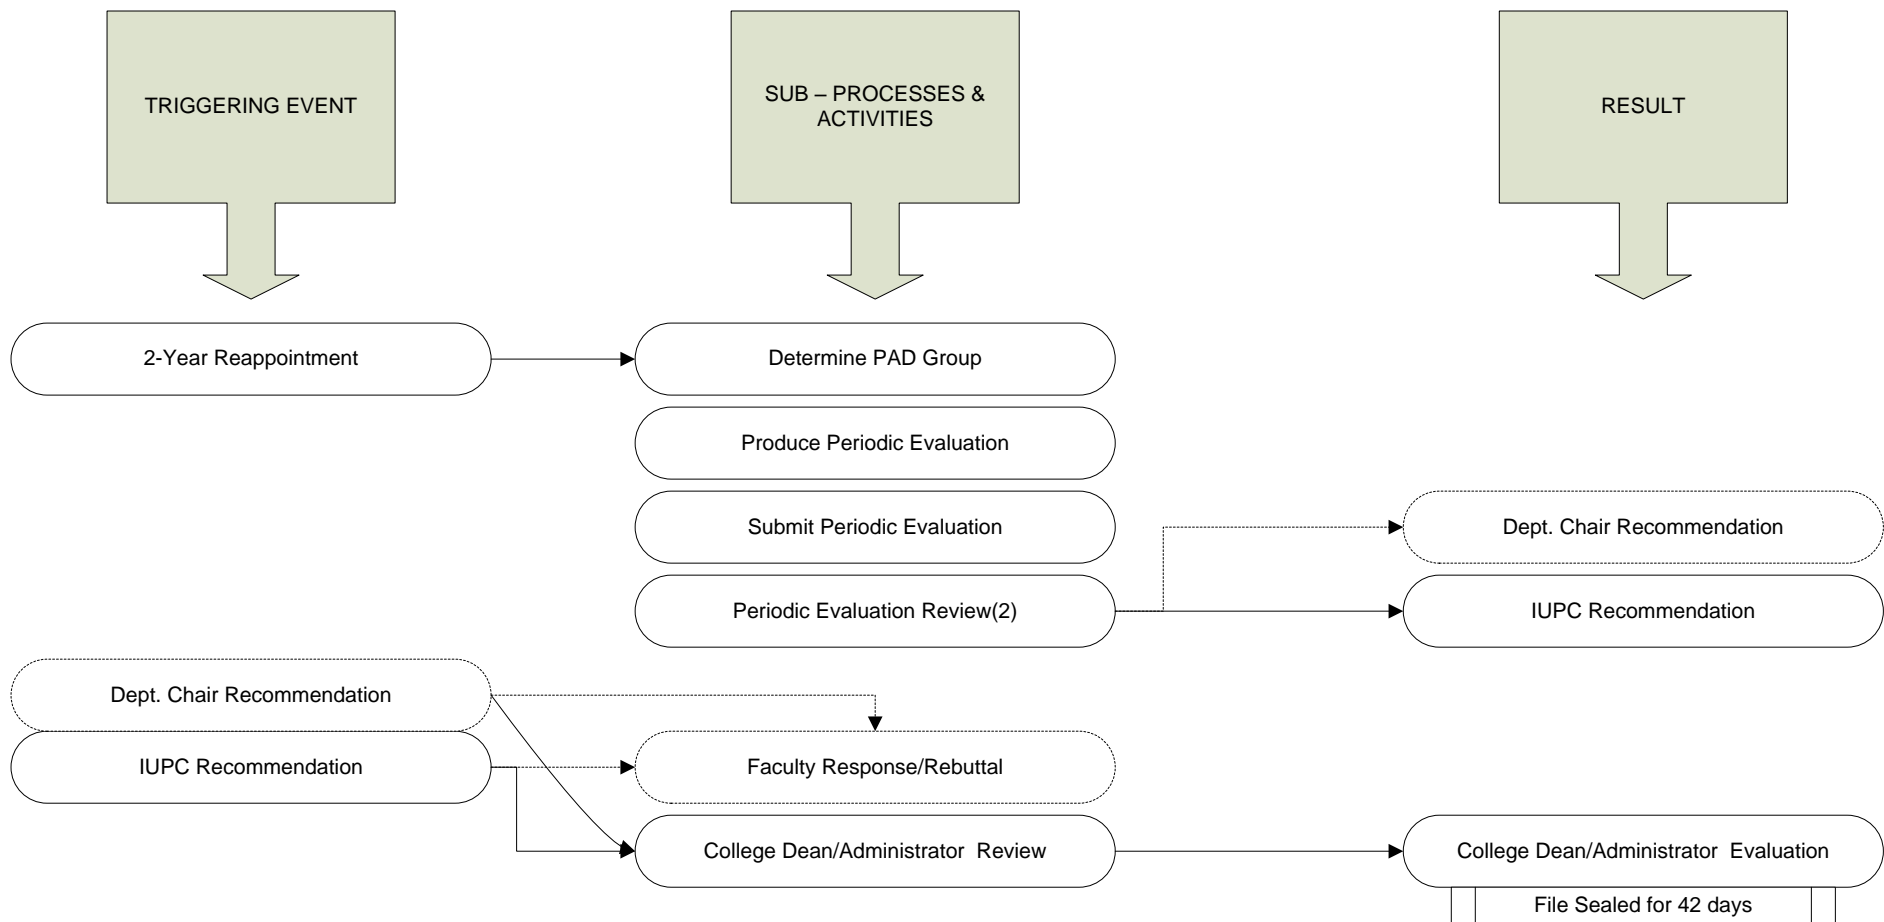 TRIGGERING EVENT
SUB – PROCESSES &
ACTIVITIES
RESULT
2-Year Reappointment
Determine PAD Group
Produce Periodic Evaluation
Submit Periodic Evaluation
Dept. Chair Recommendation
Periodic Evaluation Review(2)
IUPC Recommendation
Dept. Chair Recommendation
IUPC Recommendation
Faculty Response/Rebuttal
College Dean/Administrator  Review
College Dean/Administrator  Evaluation
File Sealed for 42 days